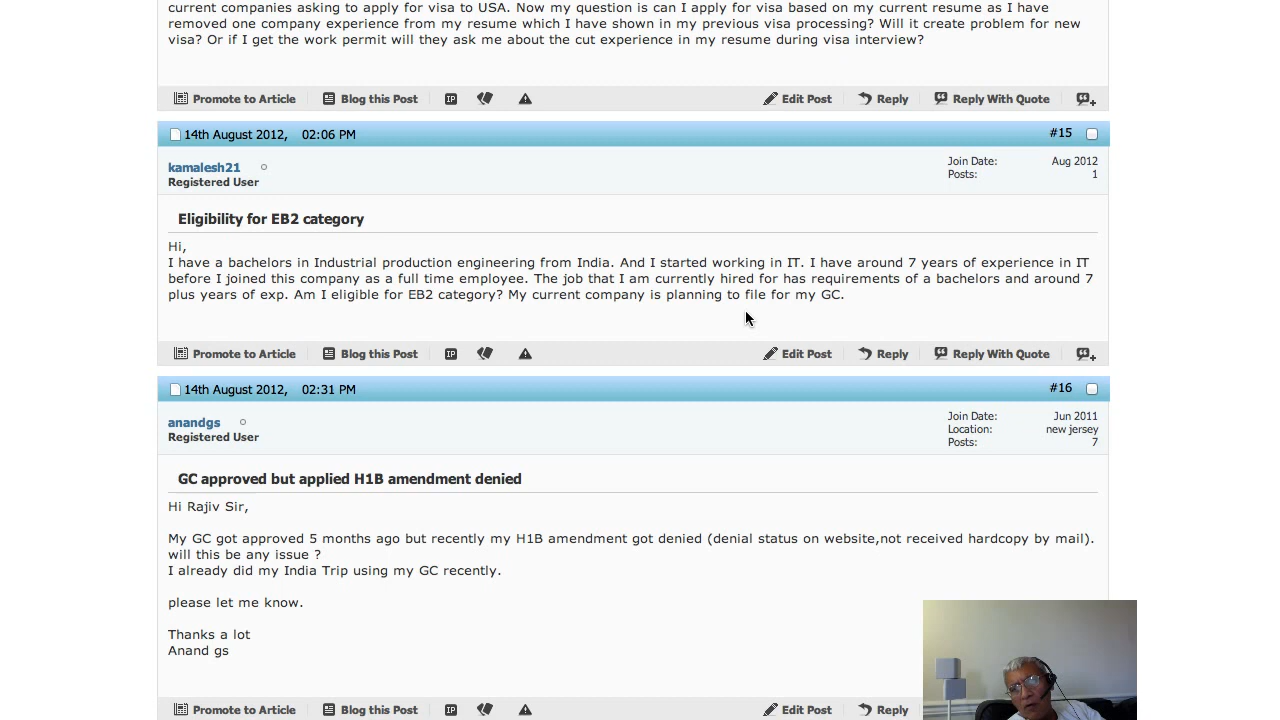 current companies asking to apply for visa to USA. Now my question is can I apply for visa based on my current resume as I have
removed one company experience from my resume which I have shown in my previous visa processing? Will it create problem for new
visa? Or if I get the work permit will they ask me about the cut experience in my resume during visa interview?
Promote to Article Blog this Post IP Edit Post Reply Reply With Quote
14th August 2012, 02:06 PM #15
kamalesh21 Join Date: Aug 2012
Registered User Posts: 1
Eligibility for EB2 category
Hi,
I have a bachelors in Industrial production engineering from India. And I started working in IT. I have around 7 years of experience in IT
before I joined this company as a full time employee. The job that I am currently hired for has requirements of a bachelors and around 7
plus years of exp. Am I eligible for EB2 category? My current company is planning to file for my GC.
Promote to Article Blog this Post IP Edit Post Reply Reply With Quote
14th August 2012, 02:31 PM #16
anandgs Join Date: Jun 2011
Registered User Location: new jersey
Posts: 7
GC approved but applied H1B amendment denied
Hi Rajiv Sir,
My GC got approved 5 months ago but recently my H1B amendment got denied (denial status on website,not received hardcopy by mail).
will this be any issue ?
I already did my India Trip using my GC recently.
please let me know.
Thanks a lot
Anand gs
Promote to Article Blog this Post IP Edit Post Reply